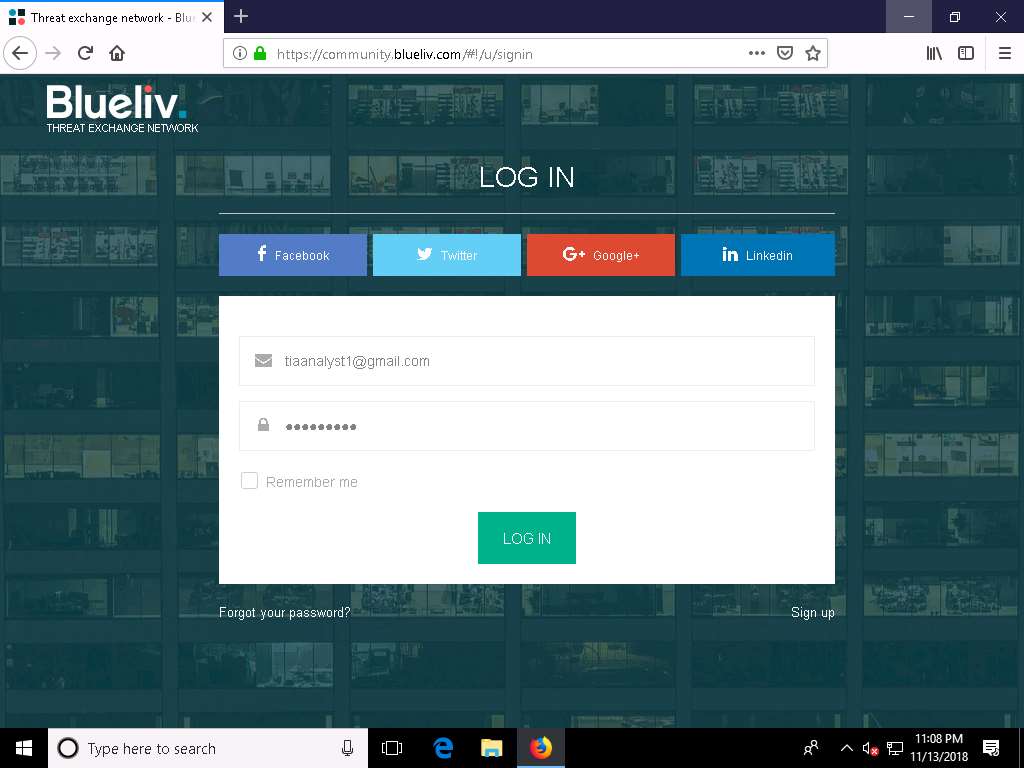 Threat exchange network - Blu
https://community.blueliv.com/#!/u/signin
Blueliv.
THREAT EXCHANGE NETWORK
LOG IN
Facebook
Twitter
Google+
Linkedin
tiaanalyst1@gmail.com
Remember me
LOG IN
Forgot your password?
Sign up
Type here to search
11:08 PM
11/13/2018